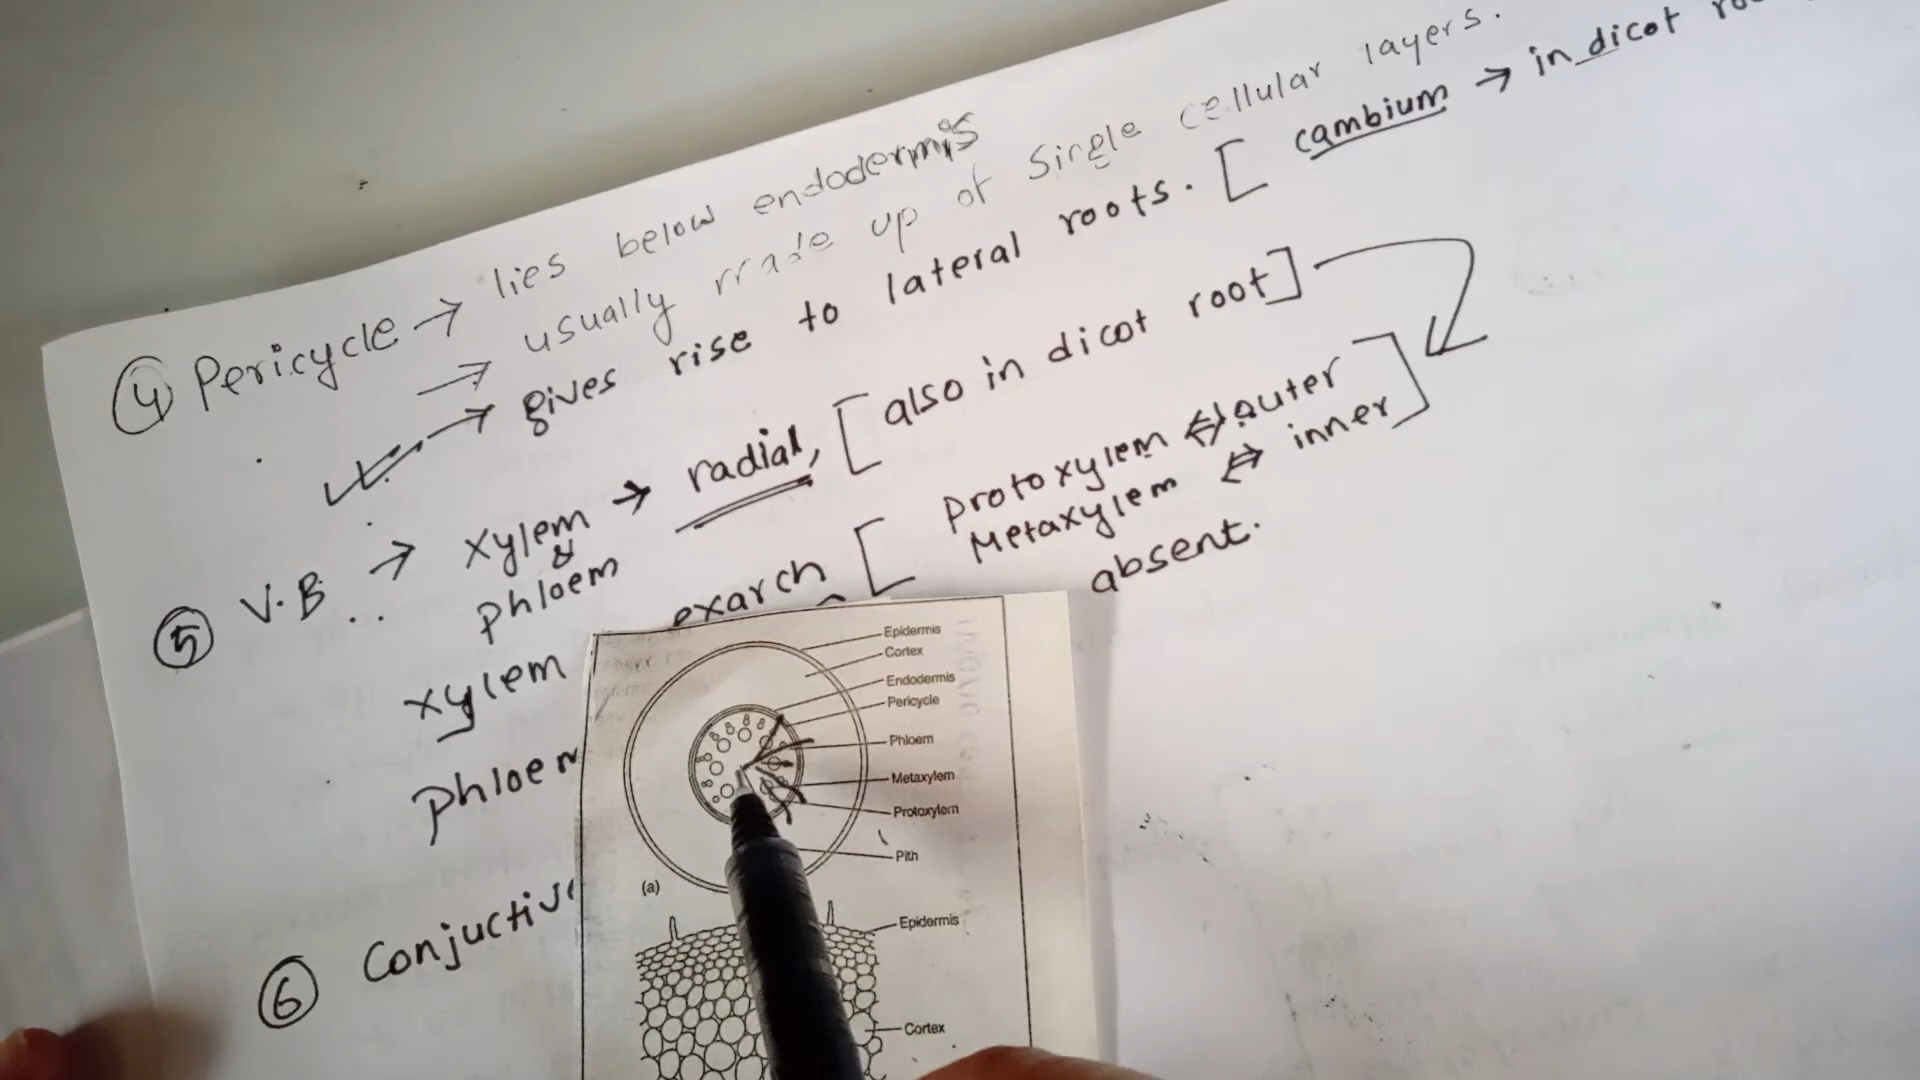 ④ Pericycle → lies below endodermis
→ usually made up of Single cellular layers.
→ gives rise to lateral roots. [ cambium → in dicot
⑤ V.B. → Xylem & Phloem → radial, [also in dicot root]
xylem exarch [ protoxylem ⇔ outer
Metaxylem ⇔ inner ]
Phloem absent.
⑥ Conjuctive
Epidermis
Cortex
Endodermis
Pericycle
Phloem
Metaxylem
Protoxylem
Pith
(a)
Epidermis
Cortex